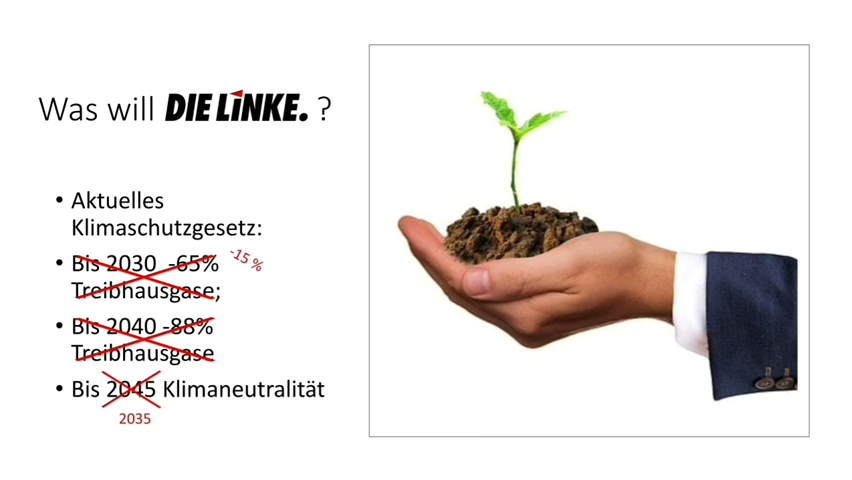 Was will DIE LINKE. ?
• Aktuelles
Klimaschutzgesetz:
• Bis 2030 -65% -15 %
Treibhausgase;
• Bis 2040 -88%
Treibhausgase
• Bis 2045 Klimaneutralität
2035